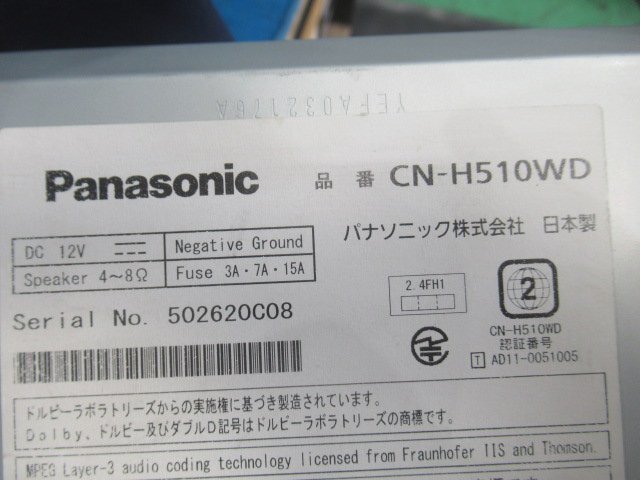 YEFA032176A
Panasonic
品番 CN-H510WD
パナソニック株式会社 日本製
DC 12V
Negative Ground
Speaker 4~8Ω
Fuse 3A・7A・15A
Serial No. 502620C08
2.4FH1
2
CN-H510WD
認証番号
T AD11-0051005
ドルビーラボラトリーズからの実施権に基づき製造されています。
Dolby、ドルビー及びダブルD記号はドルビーラボラトリーズの商標です。
MPEG Layer-3 audio coding technology licensed from Fraunhofer IIS and Thomson.